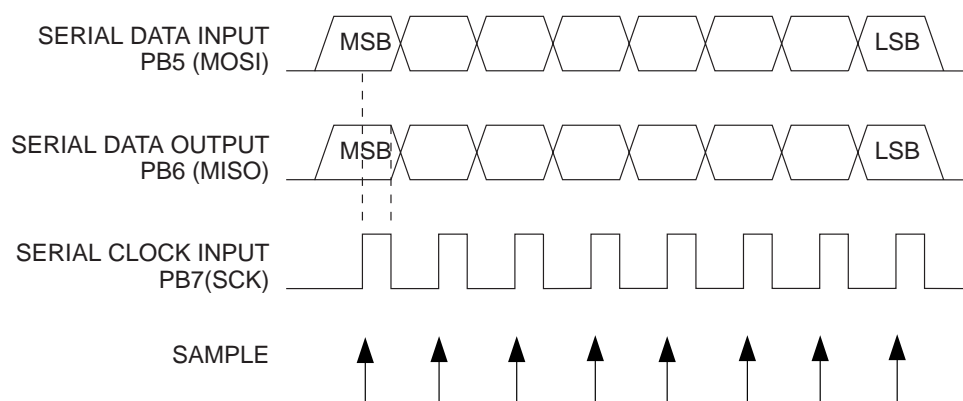 SERIAL DATA INPUT
PB5 (MOSI)
MSB
LSB
SERIAL DATA OUTPUT
PB6 (MISO)
MSB
LSB
SERIAL CLOCK INPUT
PB7(SCK)
SAMPLE